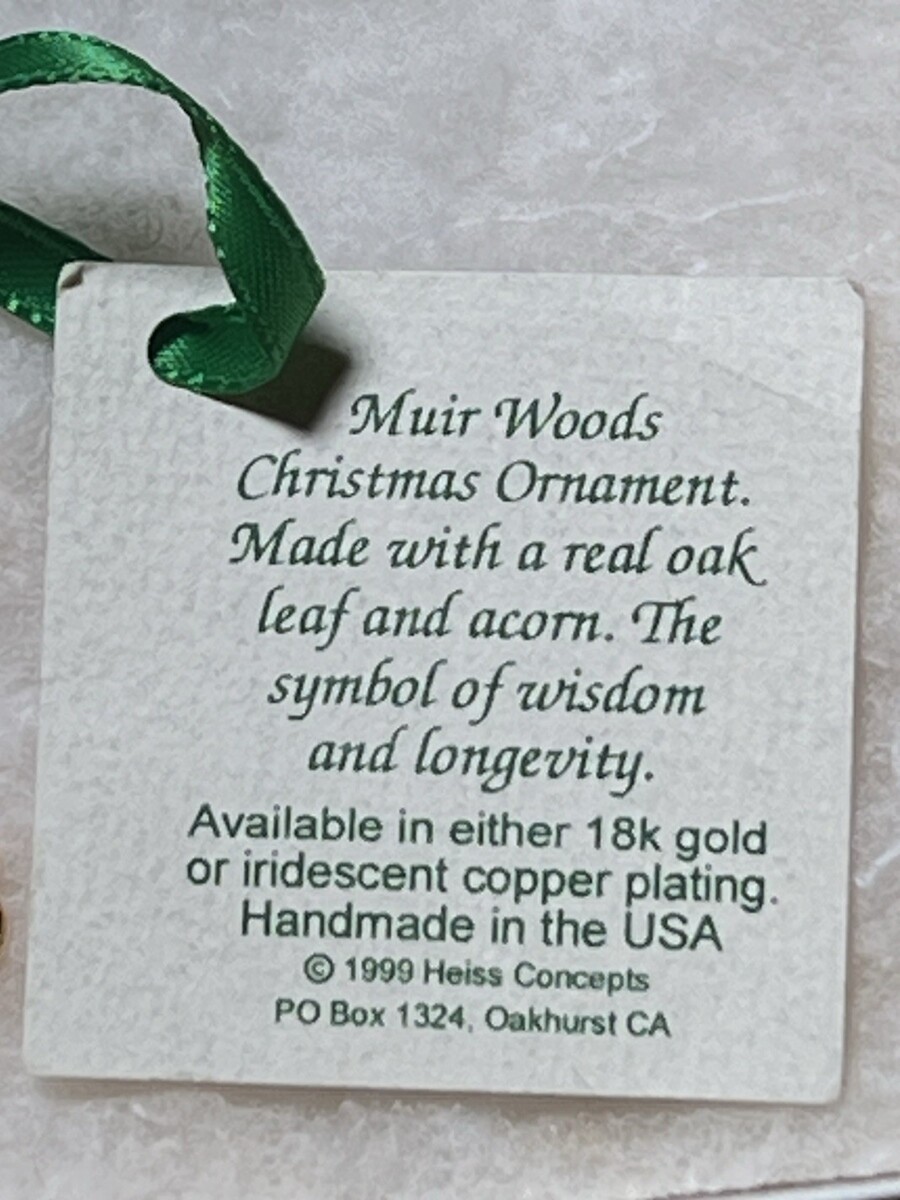 Muir Woods
Christmas Ornament.
Made with a real oak
leaf and acorn. The
symbol of wisdom
and longevity.
Available in either 18k gold
or iridescent copper plating.
Handmade in the USA
© 1999 Heiss Concepts
PO Box 1324, Oakhurst CA